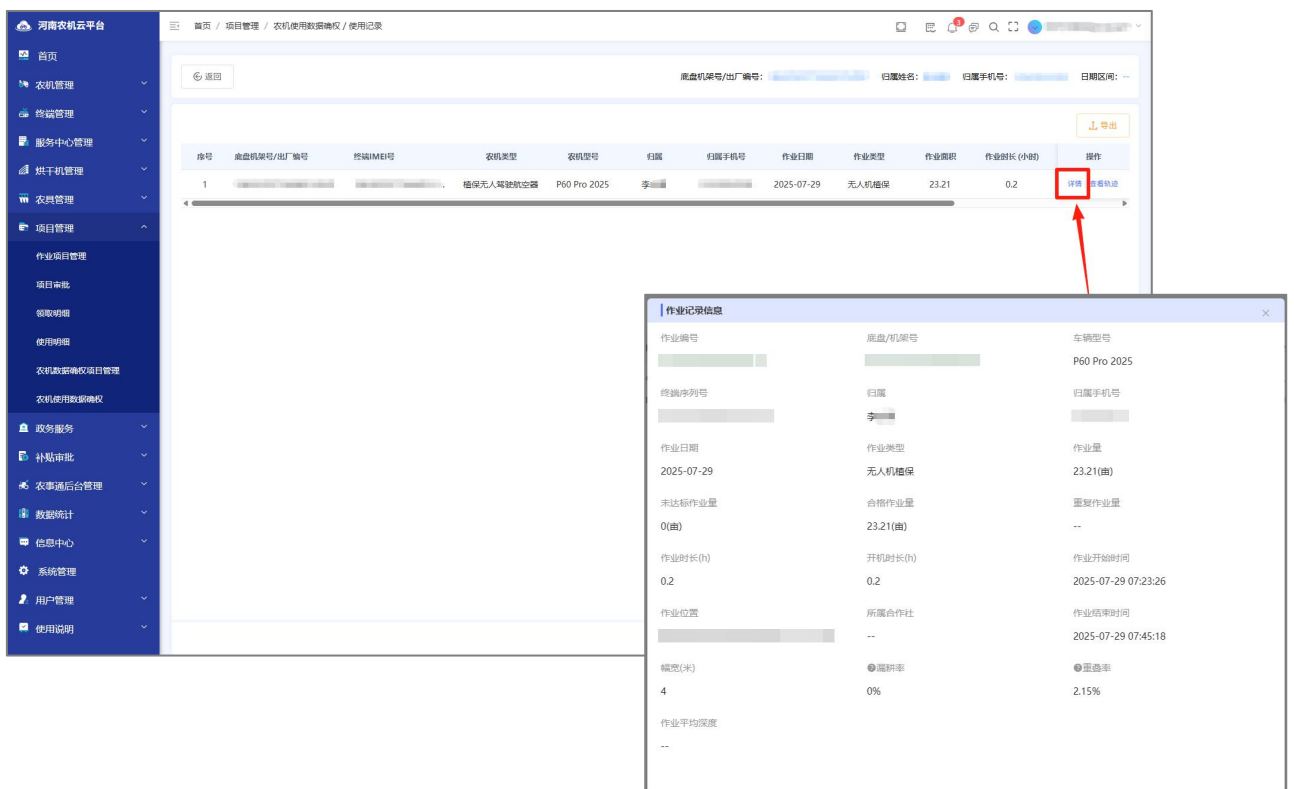 河南农机云平台
首页 / 项目管理 / 农机使用数据确权 / 使用记录
3
首页
农机管理
终端管理
服务中心管理
烘干机管理
农具管理
项目管理
作业项目管理
项目审批
领取明细
使用明细
农机数据确权项目管理
农机使用数据确权
政务服务
补贴审批
农事通后台管理
数据统计
信息中心
系统管理
用户管理
使用说明
返回 底盘机架号/出厂编号: 归属姓名: 归属手机号: 日期区间: --
导出
序号 底盘机架号/出厂编号 终端IMEI号 农机类型 农机型号 归属 归属手机号 作业日期 作业类型 作业面积 作业时长 (小时) 操作
1 植保无人驾驶航空器 P60 Pro 2025 李 2025-07-29 无人机植保 23.21 0.2 详情 查看轨迹
作业记录信息
作业编号 底盘/机架号 车辆型号
P60 Pro 2025
终端序列号 归属 归属手机号
李
作业日期 作业类型 作业量
2025-07-29 无人机植保 23.21(亩)
未达标作业量 合格作业量 重复作业量
0(亩) 23.21(亩) --
作业时长(h) 开机时长(h) 作业开始时间
0.2 0.2 2025-07-29 07:23:26
作业位置 所属合作社 作业结束时间
-- 2025-07-29 07:45:18
幅宽(米) 漏耕率 重叠率
4 0% 2.15%
作业平均深度
--